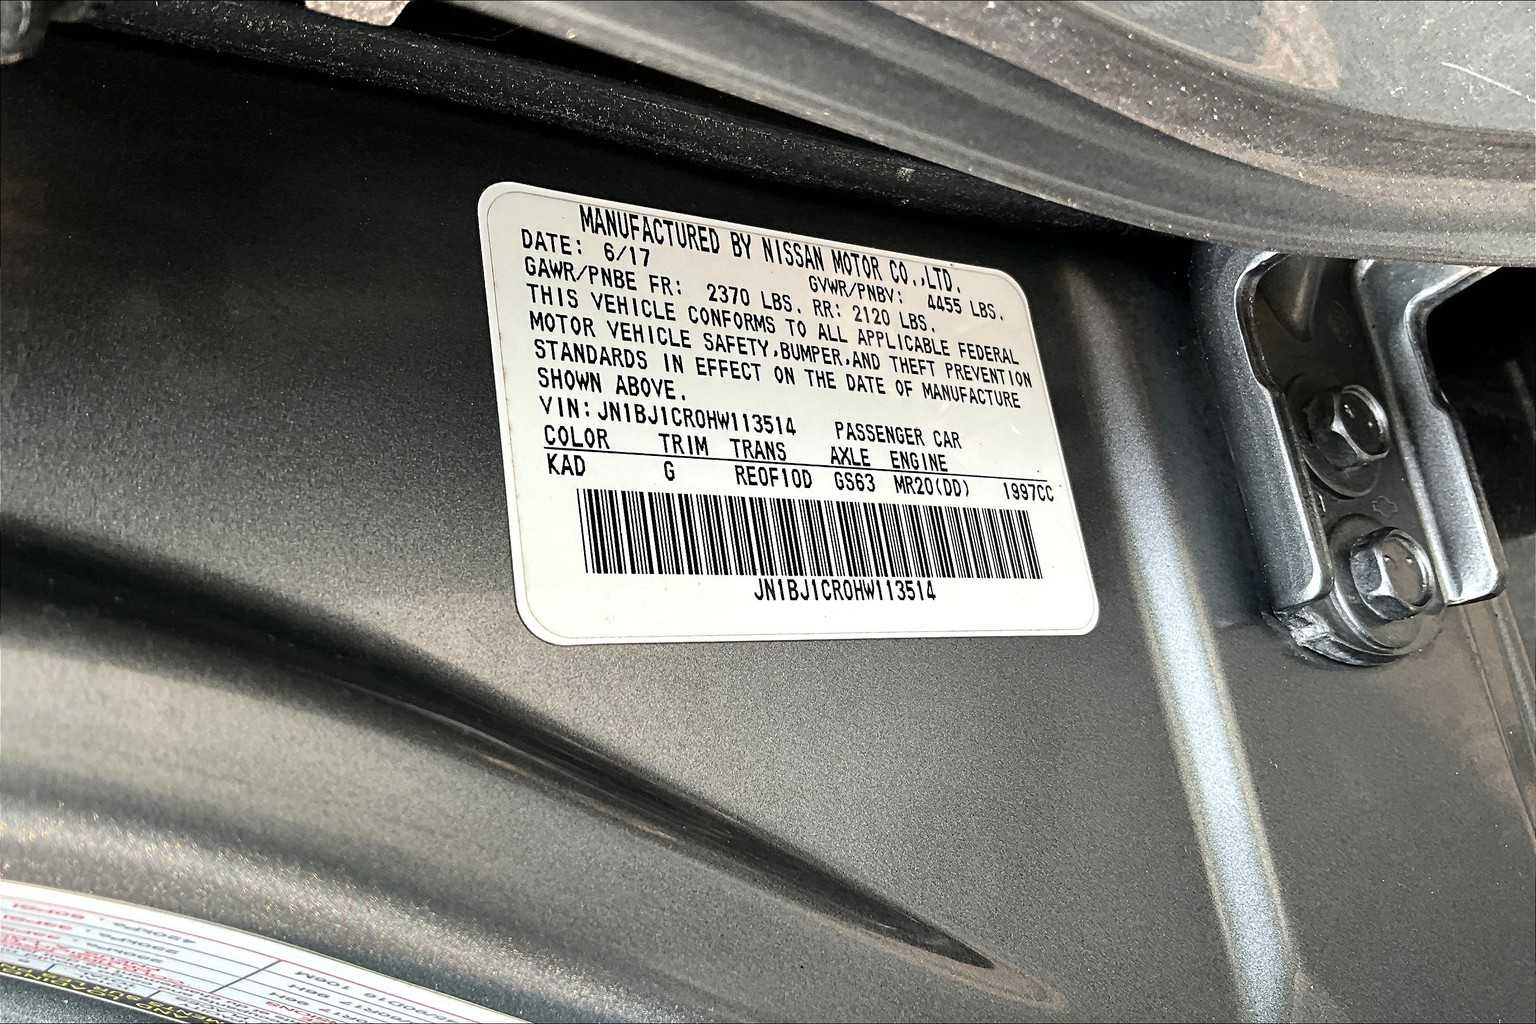 MANUFACTURED BY NISSAN MOTOR CO.,LTD.
DATE: 6/17 GVWR/PNBV: 4455 LBS.
GAWR/PNBE FR: 2370 LBS. RR: 2120 LBS.
THIS VEHICLE CONFORMS TO ALL APPLICABLE FEDERAL
MOTOR VEHICLE SAFETY,BUMPER,AND THEFT PREVENTION
STANDARDS IN EFFECT ON THE DATE OF MANUFACTURE
SHOWN ABOVE.
VIN: JN1BJ1CR0HW113514 PASSENGER CAR
COLOR TRIM TRANS AXLE ENGINE
KAD G RE0F10D GS63 MR20(DD) 1997CC
JN1BJ1CR0HW113514